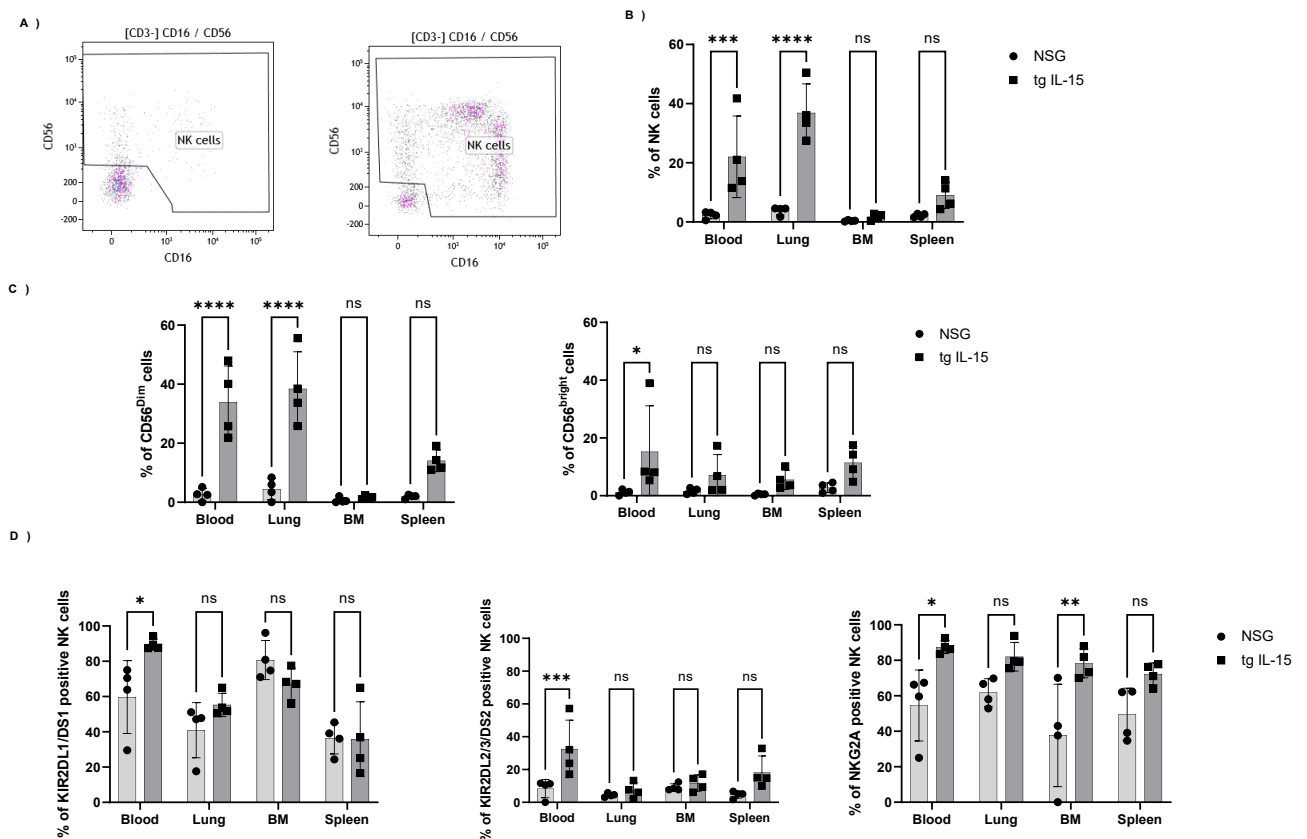 A )
[CD3-] CD16 / CD56
CD56
10⁵
10⁴
10³
200
0
-200
NK cells
0
10³
10⁴
10⁵
CD16
[CD3-] CD16 / CD56
CD56
10⁵
10⁴
10³
200
0
-200
NK cells
0
10³
10⁴
10⁵
CD16
B )
% of NK cells
60
40
20
0
*** **** ns ns
Blood Lung BM Spleen
NSG
tg IL-15
C )
% of CD56ᴰⁱᵐ cells
60
40
20
0
**** **** ns ns
Blood Lung BM Spleen
% of CD56ᵇʳⁱᵍʰᵗ cells
60
40
20
0
* ns ns ns
Blood Lung BM Spleen
NSG
tg IL-15
D )
% of KIR2DL1/DS1 positive NK cells
100
80
60
40
20
0
* ns ns ns
Blood Lung BM Spleen
% of KIR2DL2/3/DS2 positive NK cells
100
80
60
40
20
0
*** ns ns ns
Blood Lung BM Spleen
% of NKG2A positive NK cells
100
80
60
40
20
0
* ns ** ns
Blood Lung BM Spleen
NSG
tg IL-15